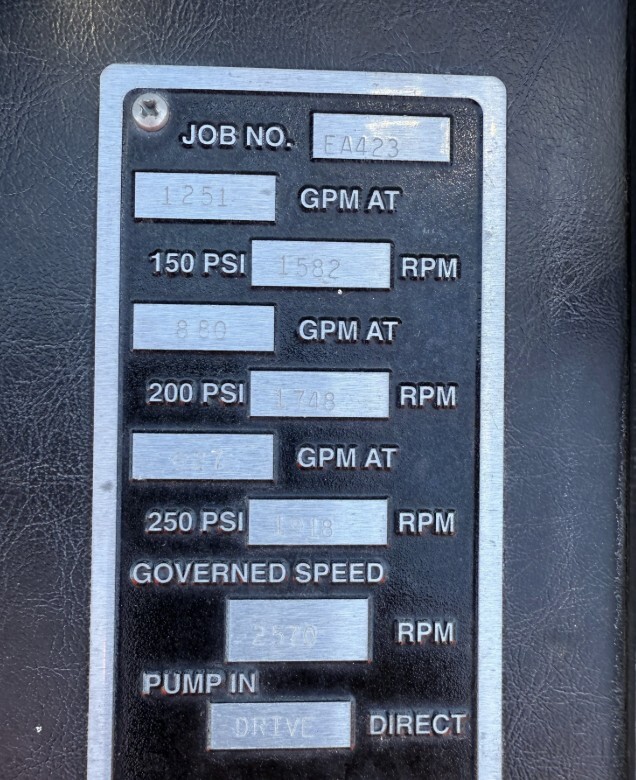 JOB NO. EA423
1251 GPM AT
150 PSI 1582 RPM
880 GPM AT
200 PSI 1748 RPM
GPM AT
250 PSI RPM
GOVERNED SPEED
2570 RPM
PUMP IN
DRIVE DIRECT